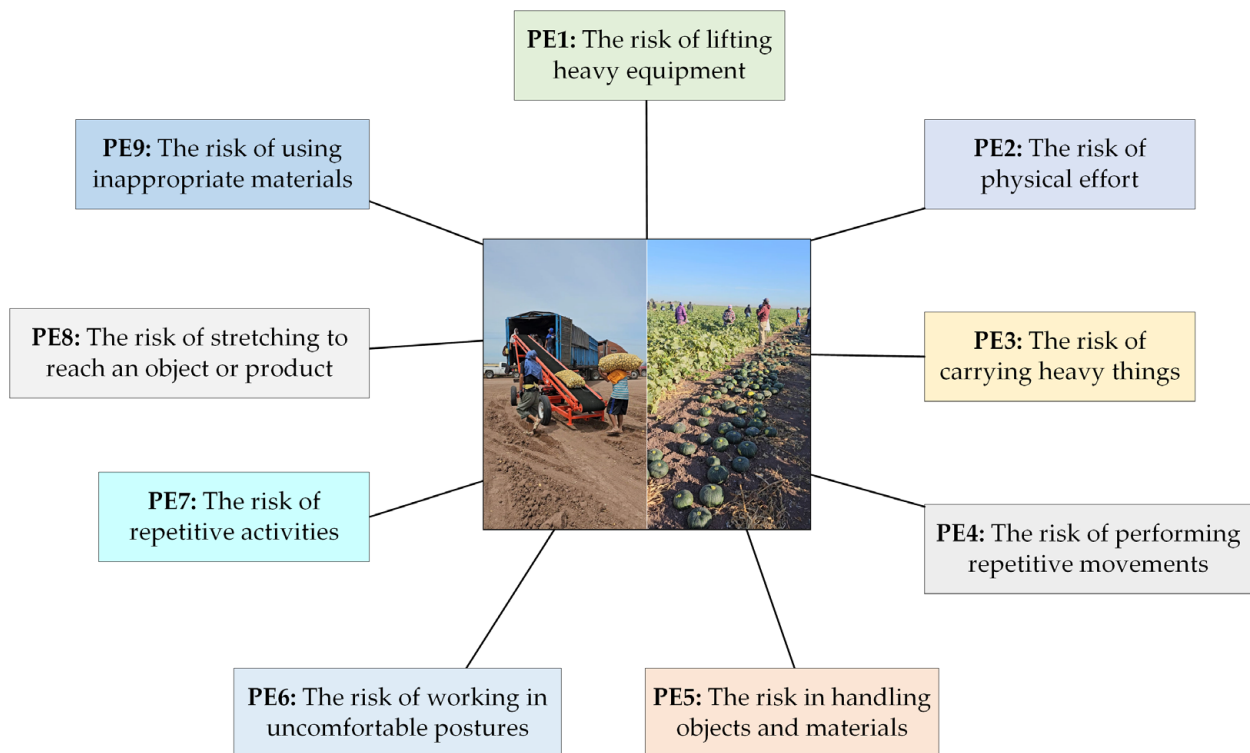 PE1: The risk of lifting
heavy equipment
PE2: The risk of
physical effort
PE3: The risk of
carrying heavy things
PE4: The risk of performing
repetitive movements
PE5: The risk in handling
objects and materials
PE6: The risk of working in
uncomfortable postures
PE7: The risk of
repetitive activities
PE8: The risk of stretching to
reach an object or product
PE9: The risk of using
inappropriate materials